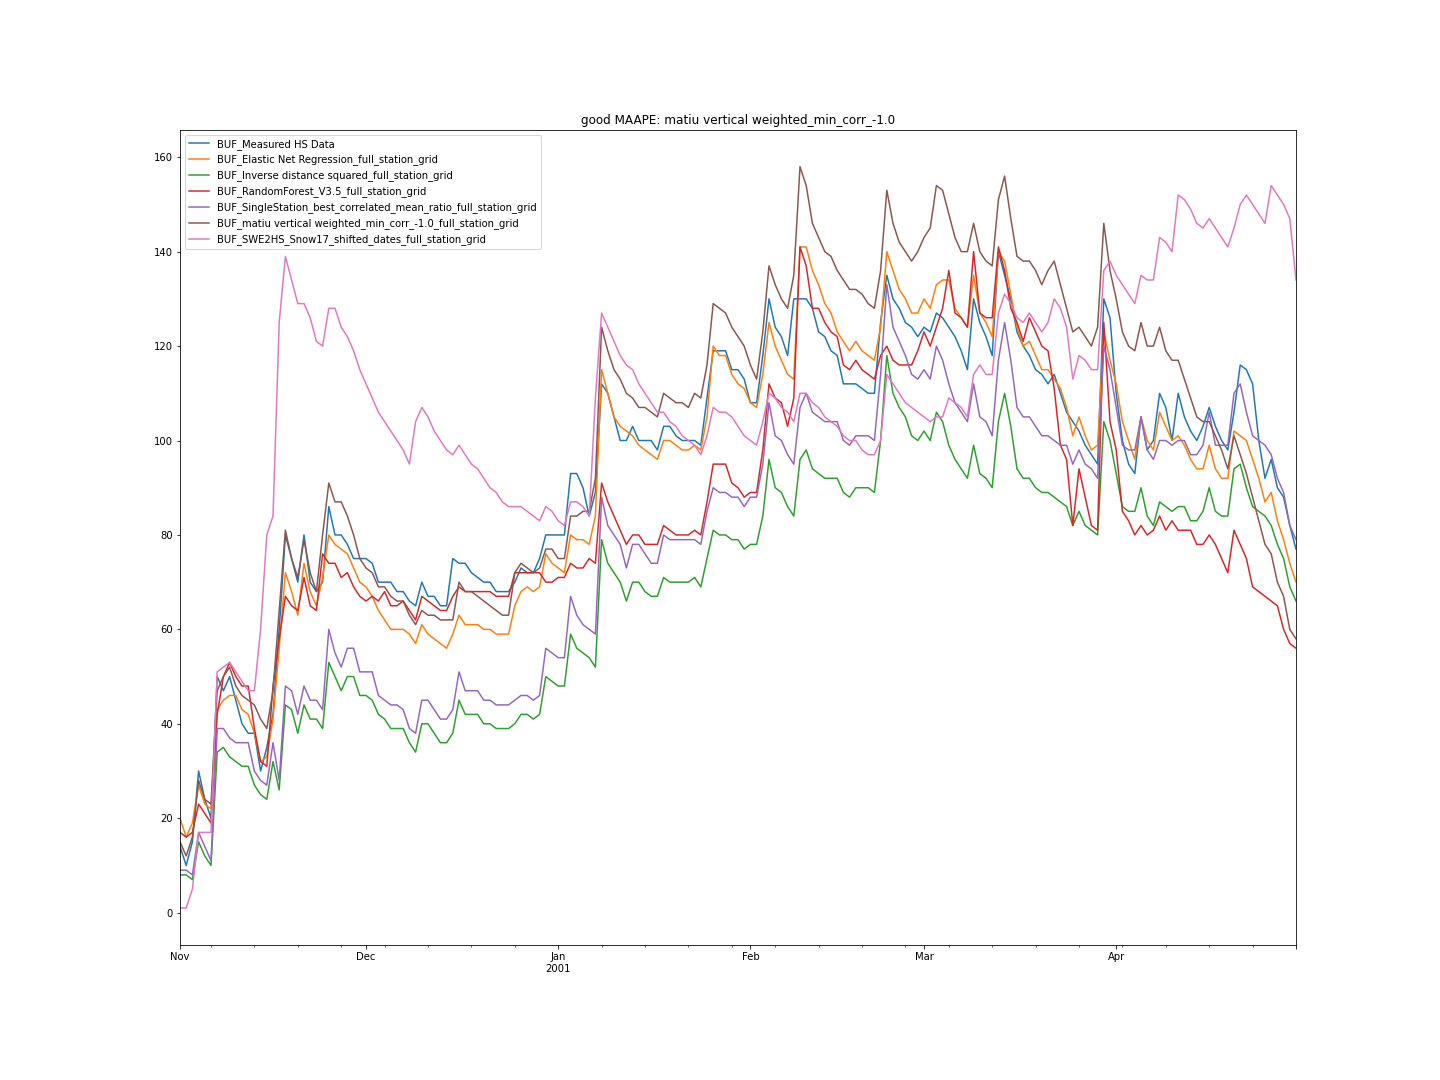 good MAAPE: matiu vertical weighted_min_corr_-1.0
BUF_Measured HS Data
BUF_Elastic Net Regression_full_station_grid
BUF_Inverse distance squared_full_station_grid
BUF_RandomForest_V3.5_full_station_grid
BUF_SingleStation_best_correlated_mean_ratio_full_station_grid
BUF_matiu vertical weighted_min_corr_-1.0_full_station_grid
BUF_SWE2HS_Snow17_shifted_dates_full_station_grid
160
140
120
100
80
60
40
20
0
Nov Dec Jan Feb Mar Apr
2001